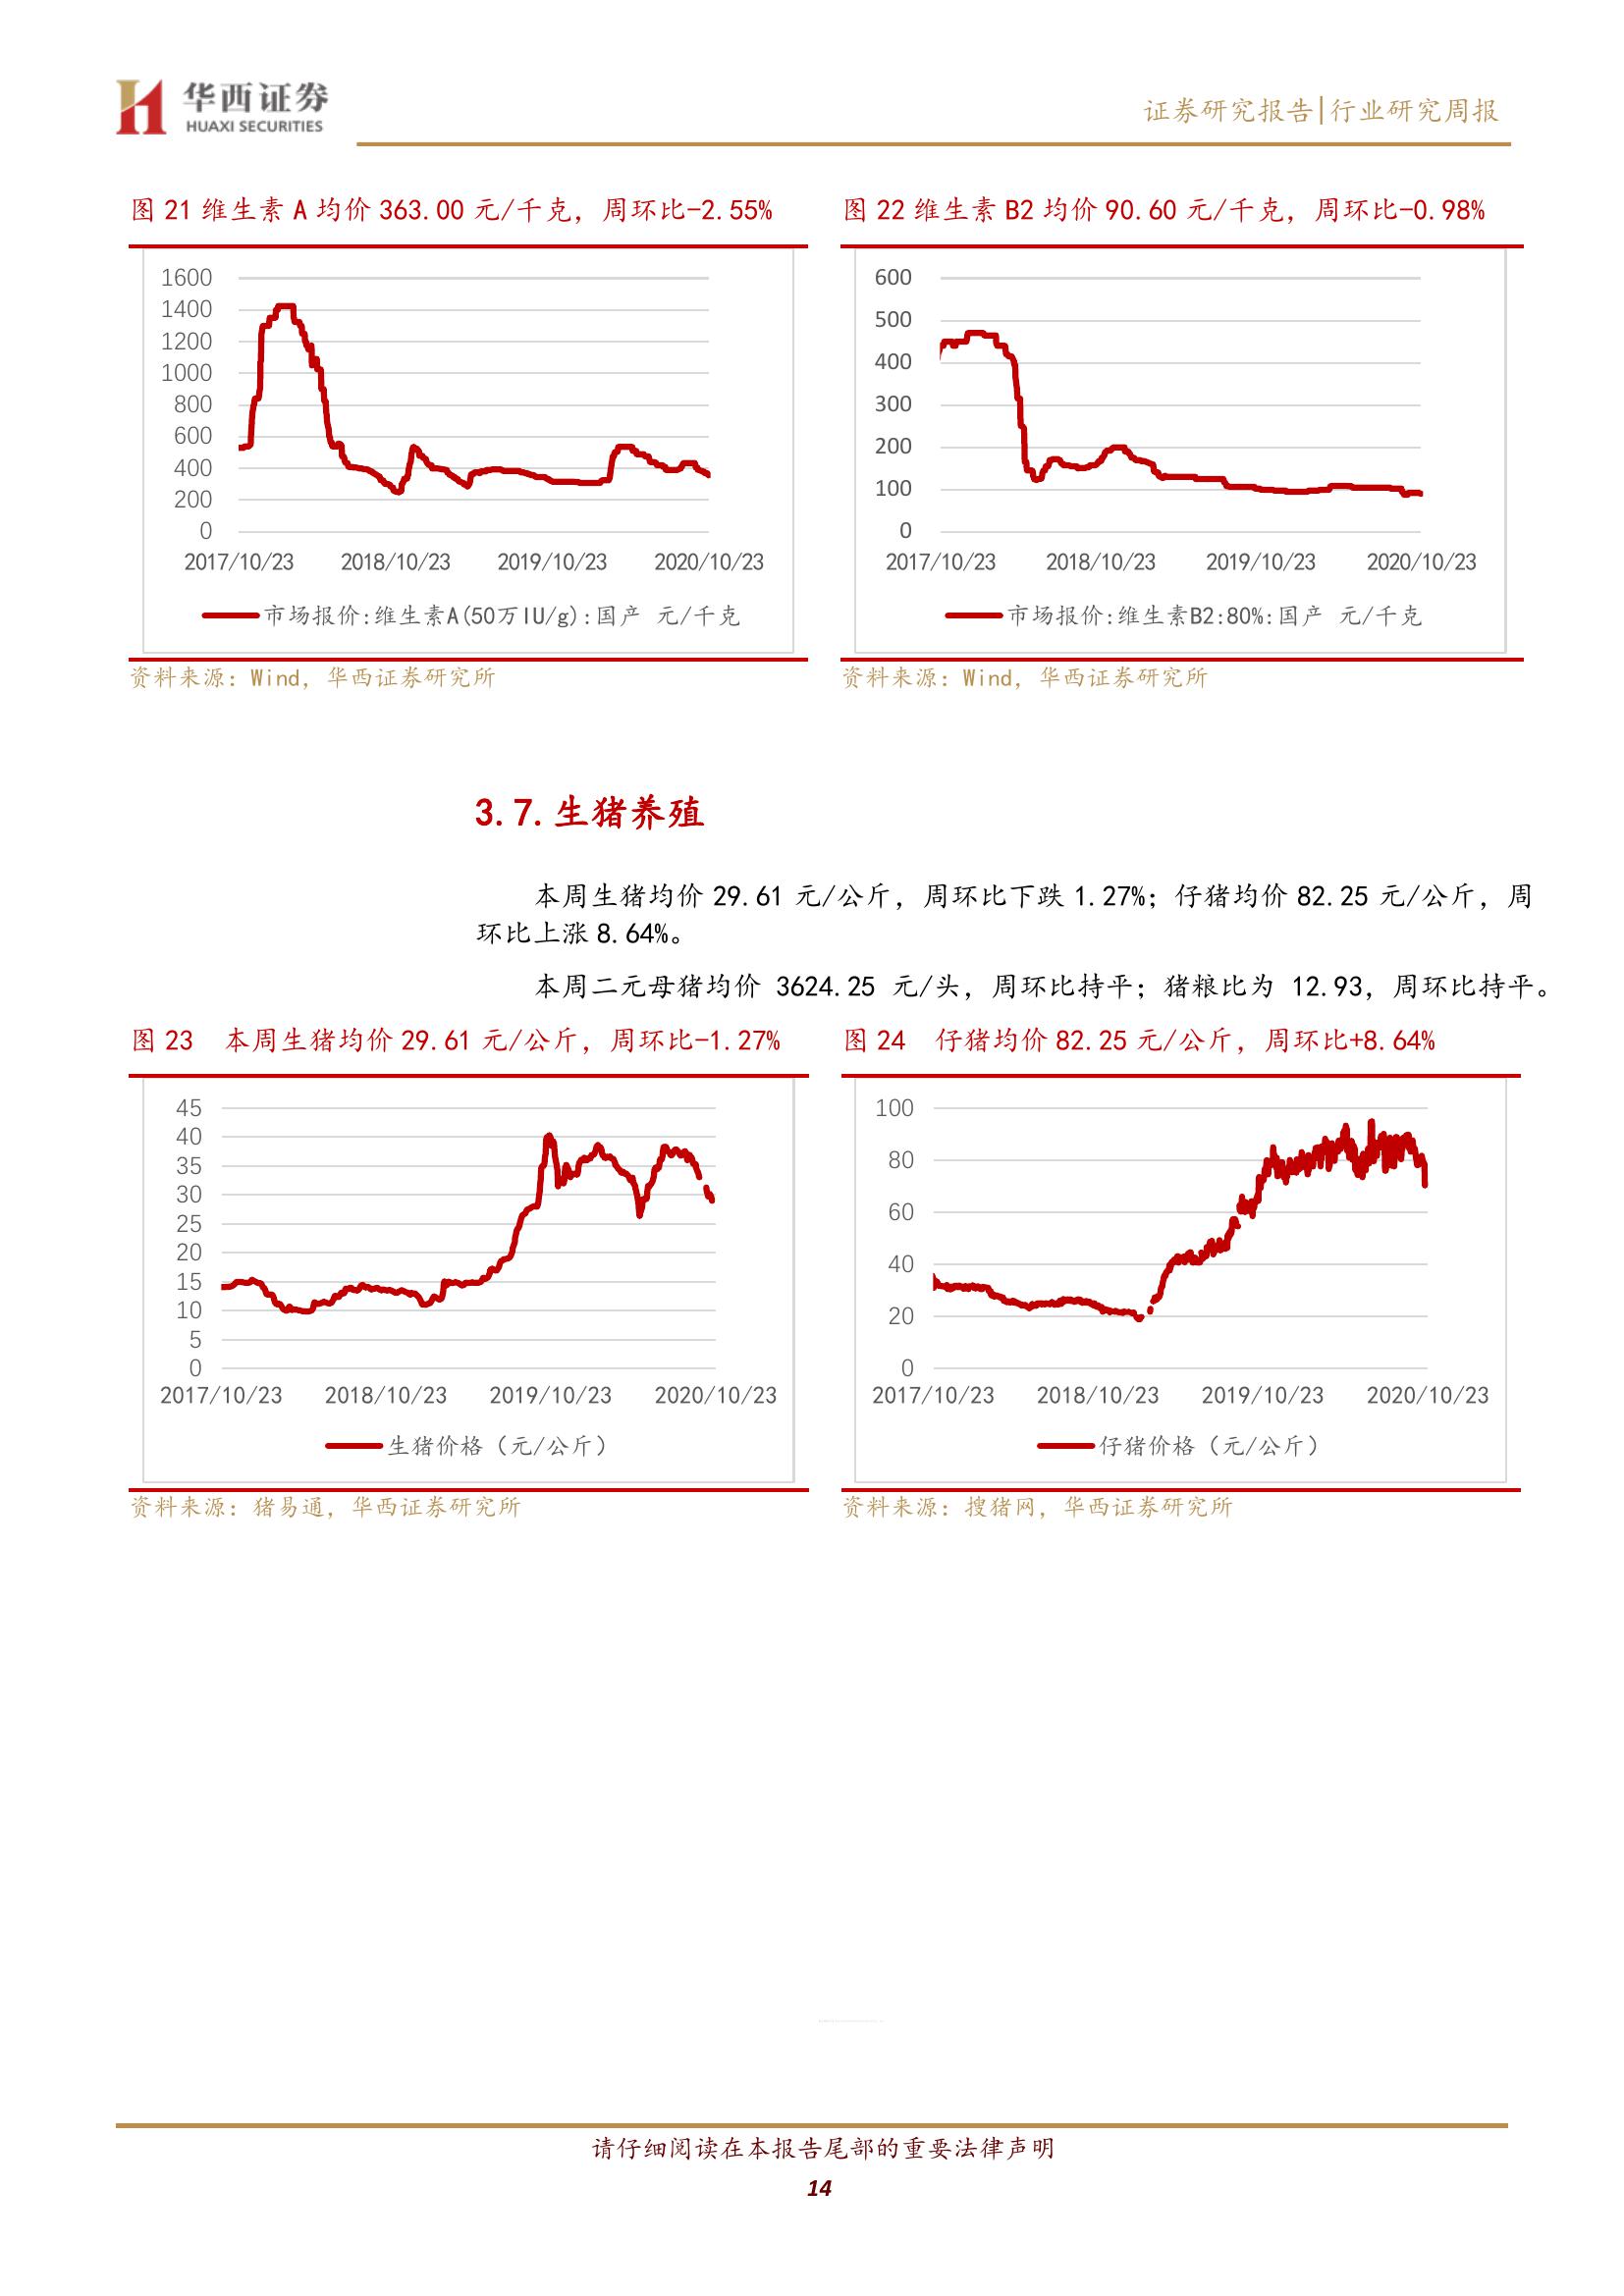 华西证券
HUAXI SECURITIES
证券研究报告|行业研究周报
图 21 维生素 A 均价 363.00 元/千克，周环比-2.55%
1600
1400
1200
1000
800
600
400
200
0
2017/10/23 2018/10/23 2019/10/23 2020/10/23
市场报价:维生素A(50万IU/g):国产 元/千克
资料来源：Wind，华西证券研究所
图 22 维生素 B2 均价 90.60 元/千克，周环比-0.98%
600
500
400
300
200
100
0
2017/10/23 2018/10/23 2019/10/23 2020/10/23
市场报价:维生素B2:80%:国产 元/千克
资料来源：Wind，华西证券研究所
3.7.生猪养殖
本周生猪均价 29.61 元/公斤，周环比下跌 1.27%；仔猪均价 82.25 元/公斤，周
环比上涨 8.64%。
本周二元母猪均价 3624.25 元/头，周环比持平；猪粮比为 12.93，周环比持平。
图 23 本周生猪均价 29.61 元/公斤，周环比-1.27%
45
40
35
30
25
20
15
10
5
0
2017/10/23 2018/10/23 2019/10/23 2020/10/23
生猪价格（元/公斤）
资料来源：猪易通，华西证券研究所
图 24 仔猪均价 82.25 元/公斤，周环比+8.64%
100
80
60
40
20
0
2017/10/23 2018/10/23 2019/10/23 2020/10/23
仔猪价格（元/公斤）
资料来源：搜猪网，华西证券研究所
请仔细阅读在本报告尾部的重要法律声明
14